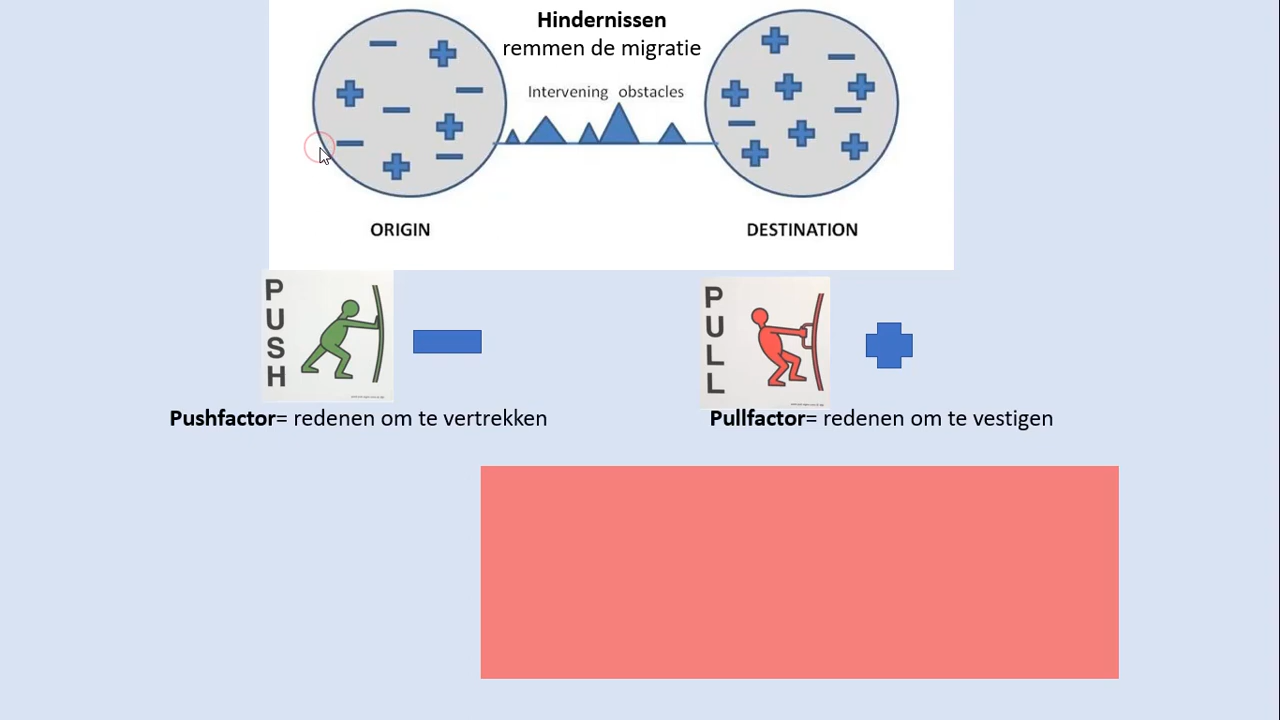 Hindernissen
remmen de migratie
Intervening obstacles
ORIGIN
DESTINATION
PUSH
PULL
Pushfactor= redenen om te vertrekken
Pullfactor= redenen om te vestigen